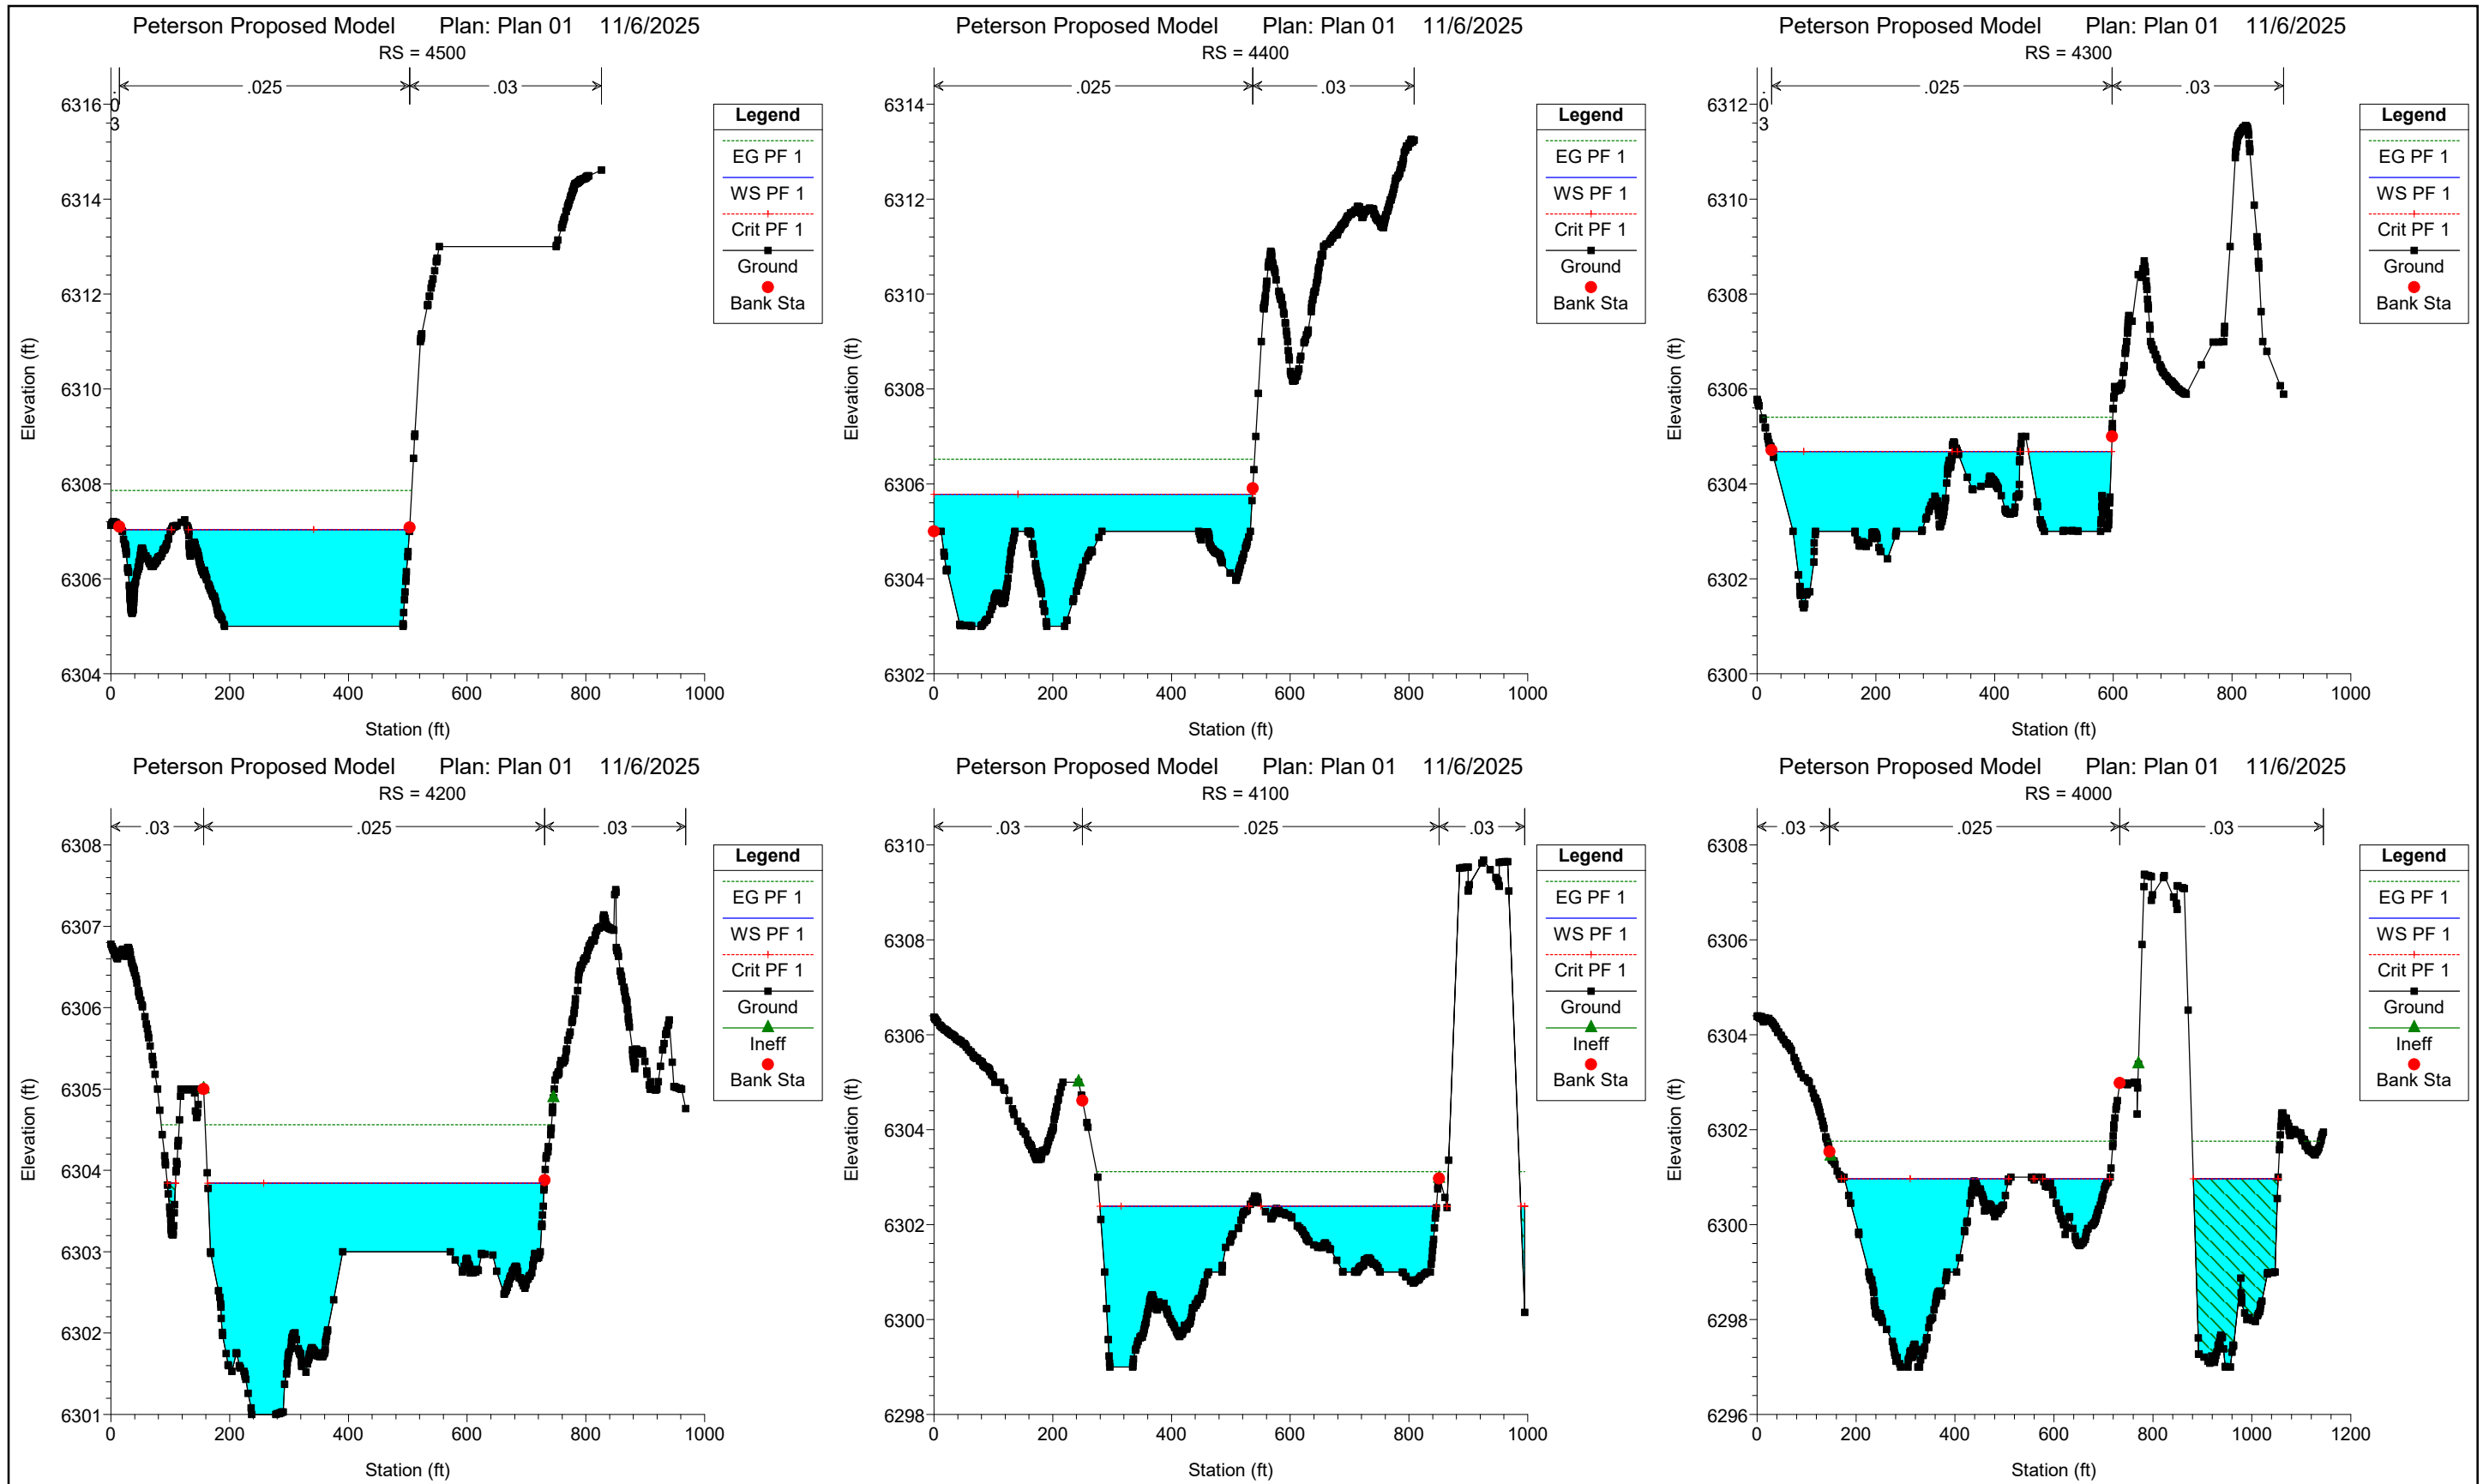 Peterson Proposed Model Plan: Plan 01 11/6/2025
RS = 4500
.03
.025
.03
6316
6314
6312
6310
6308
6306
6304
Elevation (ft)
0 200 400 600 800 1000
Station (ft)
Legend
EG PF 1
WS PF 1
Crit PF 1
Ground
Bank Sta
Peterson Proposed Model Plan: Plan 01 11/6/2025
RS = 4400
.025
.03
6314
6312
6310
6308
6306
6304
6302
Elevation (ft)
0 200 400 600 800 1000
Station (ft)
Legend
EG PF 1
WS PF 1
Crit PF 1
Ground
Bank Sta
Peterson Proposed Model Plan: Plan 01 11/6/2025
RS = 4300
.03
.025
.03
6312
6310
6308
6306
6304
6302
6300
Elevation (ft)
0 200 400 600 800 1000
Station (ft)
Legend
EG PF 1
WS PF 1
Crit PF 1
Ground
Bank Sta
Peterson Proposed Model Plan: Plan 01 11/6/2025
RS = 4200
.03
.025
.03
6308
6307
6306
6305
6304
6303
6302
6301
Elevation (ft)
0 200 400 600 800 1000
Station (ft)
Legend
EG PF 1
WS PF 1
Crit PF 1
Ground
Ineff
Bank Sta
Peterson Proposed Model Plan: Plan 01 11/6/2025
RS = 4100
.03
.025
.03
6310
6308
6306
6304
6302
6300
6298
Elevation (ft)
0 200 400 600 800 1000
Station (ft)
Legend
EG PF 1
WS PF 1
Crit PF 1
Ground
Ineff
Bank Sta
Peterson Proposed Model Plan: Plan 01 11/6/2025
RS = 4000
.03
.025
.03
6308
6306
6304
6302
6300
6298
6296
Elevation (ft)
0 200 400 600 800 1000 1200
Station (ft)
Legend
EG PF 1
WS PF 1
Crit PF 1
Ground
Ineff
Bank Sta